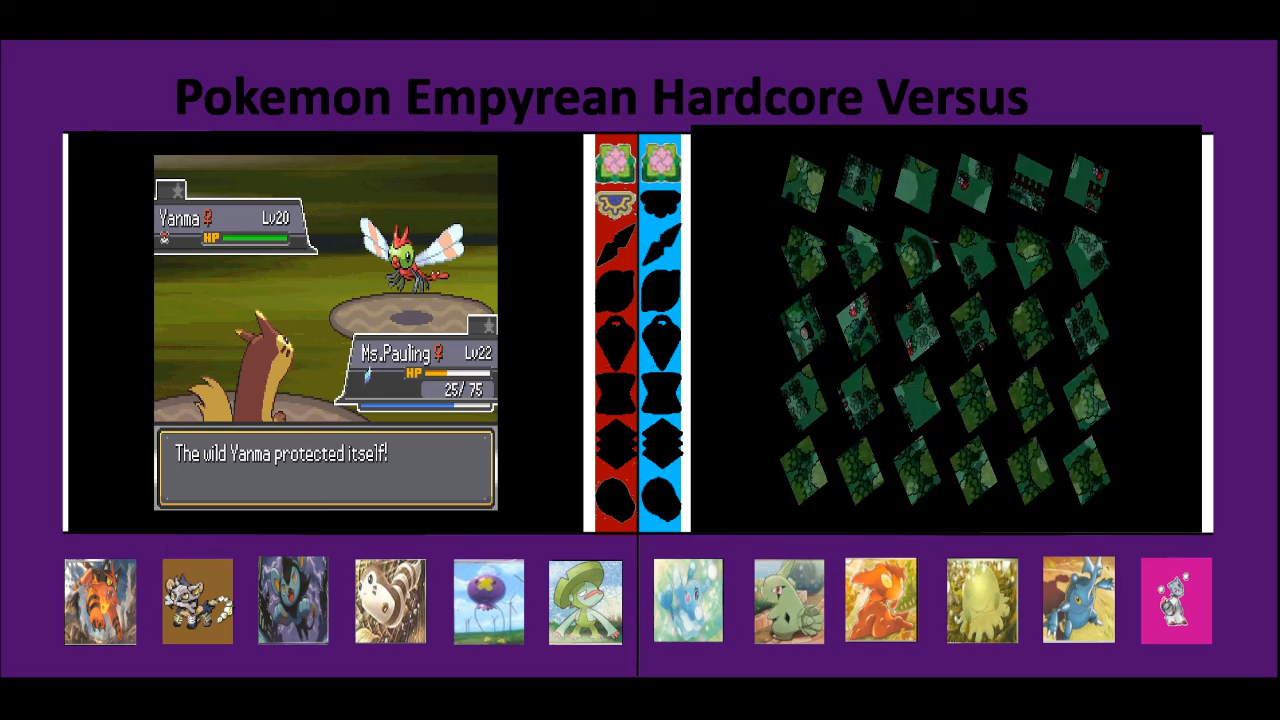 Pokemon Empyrean Hardcore Versus
Yanma♀ Lv20
HP
Ms.Pauling♀ Lv22
HP
25/75
The wild Yanma protected itself!